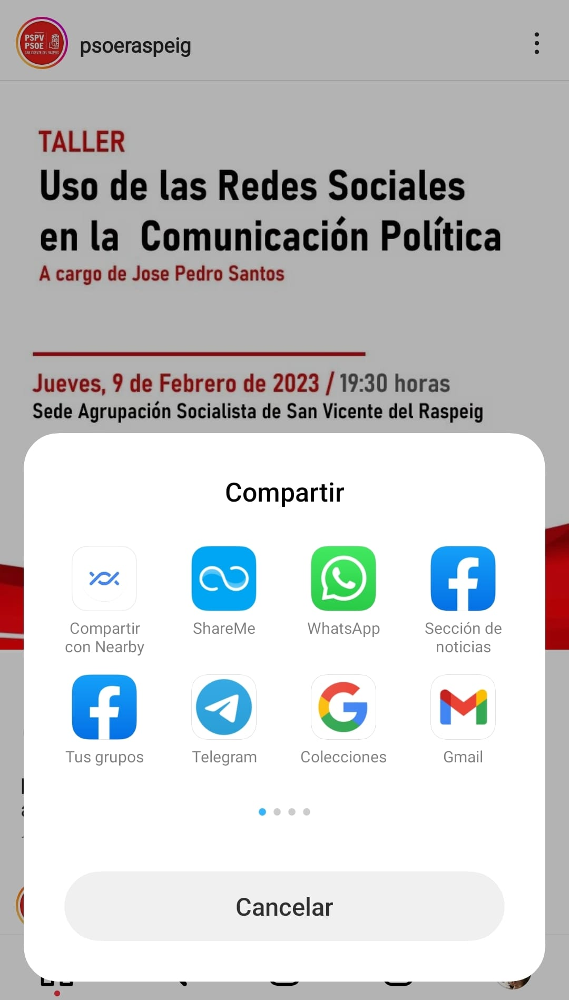 PSPV
PSOE
SAN VICENTE DEL RASPEIG
psoeraspeig
TALLER
Uso de las Redes Sociales
en la Comunicación Política
A cargo de Jose Pedro Santos
Jueves, 9 de Febrero de 2023 / 19:30 horas
Sede Agrupación Socialista de San Vicente del Raspeig
Compartir
Compartir
con Nearby
ShareMe
WhatsApp
Sección de
noticias
Tus grupos
Telegram
Colecciones
Gmail
Cancelar